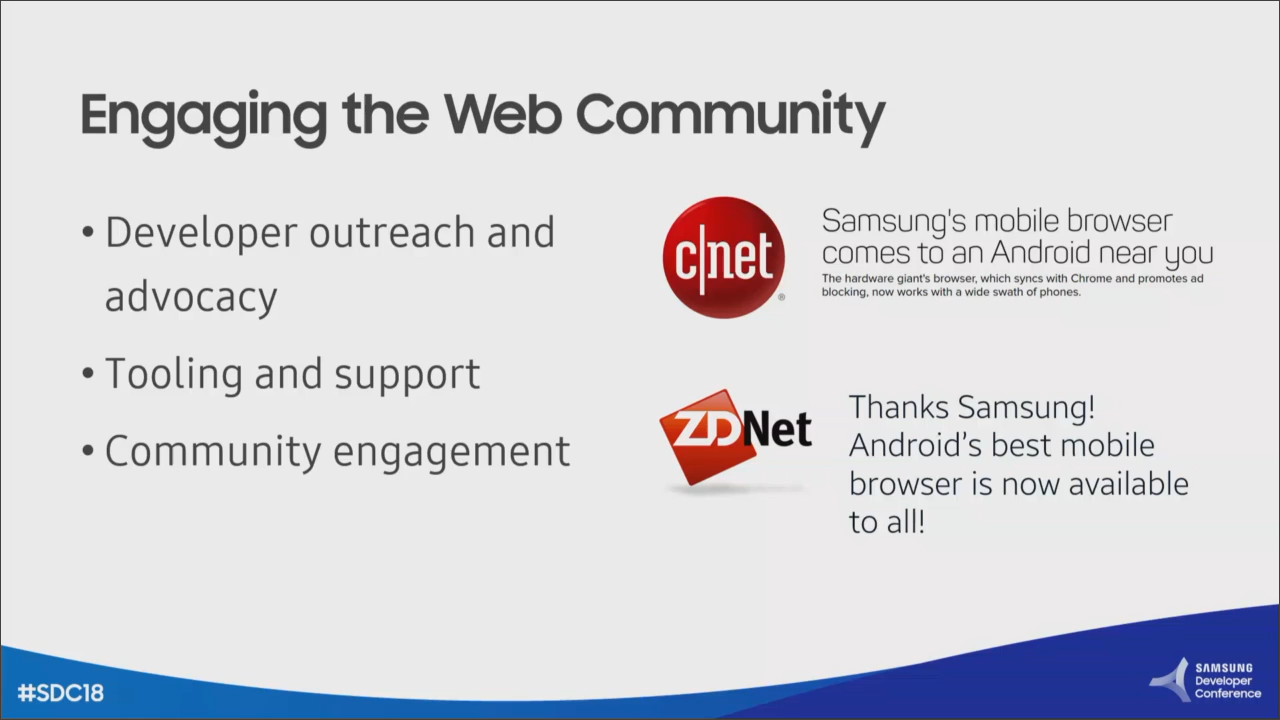 Engaging the Web Community
• Developer outreach and
advocacy
• Tooling and support
• Community engagement
c|net
®
Samsung's mobile browser
comes to an Android near you
The hardware giant's browser, which syncs with Chrome and promotes ad
blocking, now works with a wide swath of phones.
ZDNet
Thanks Samsung!
Android’s best mobile
browser is now available
to all!
#SDC18
SAMSUNG
Developer
Conference